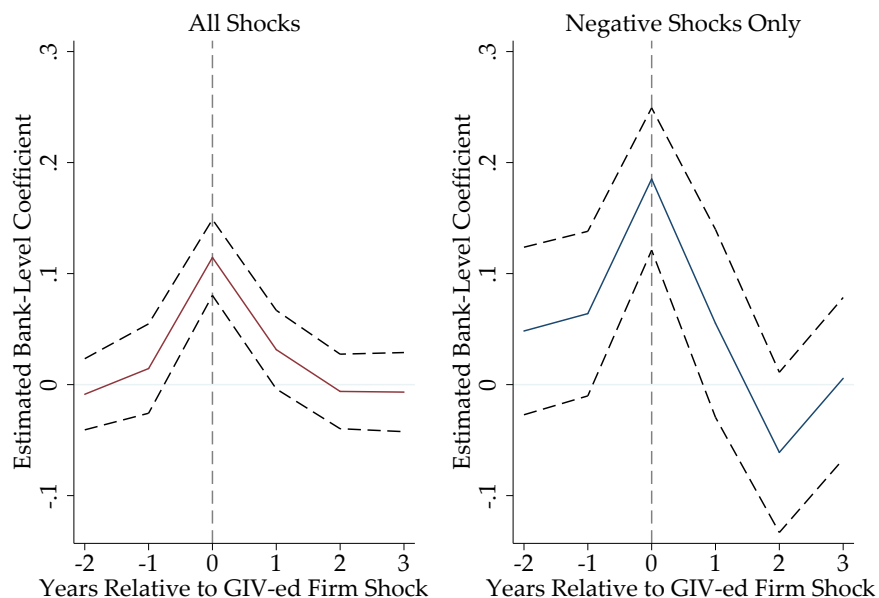 All Shocks
Estimated Bank-Level Coefficient
.3
.2
.1
0
-.1
-2 -1 0 1 2 3
Years Relative to GIV-ed Firm Shock
Negative Shocks Only
Estimated Bank-Level Coefficient
.3
.2
.1
0
-.1
-2 -1 0 1 2 3
Years Relative to GIV-ed Firm Shock